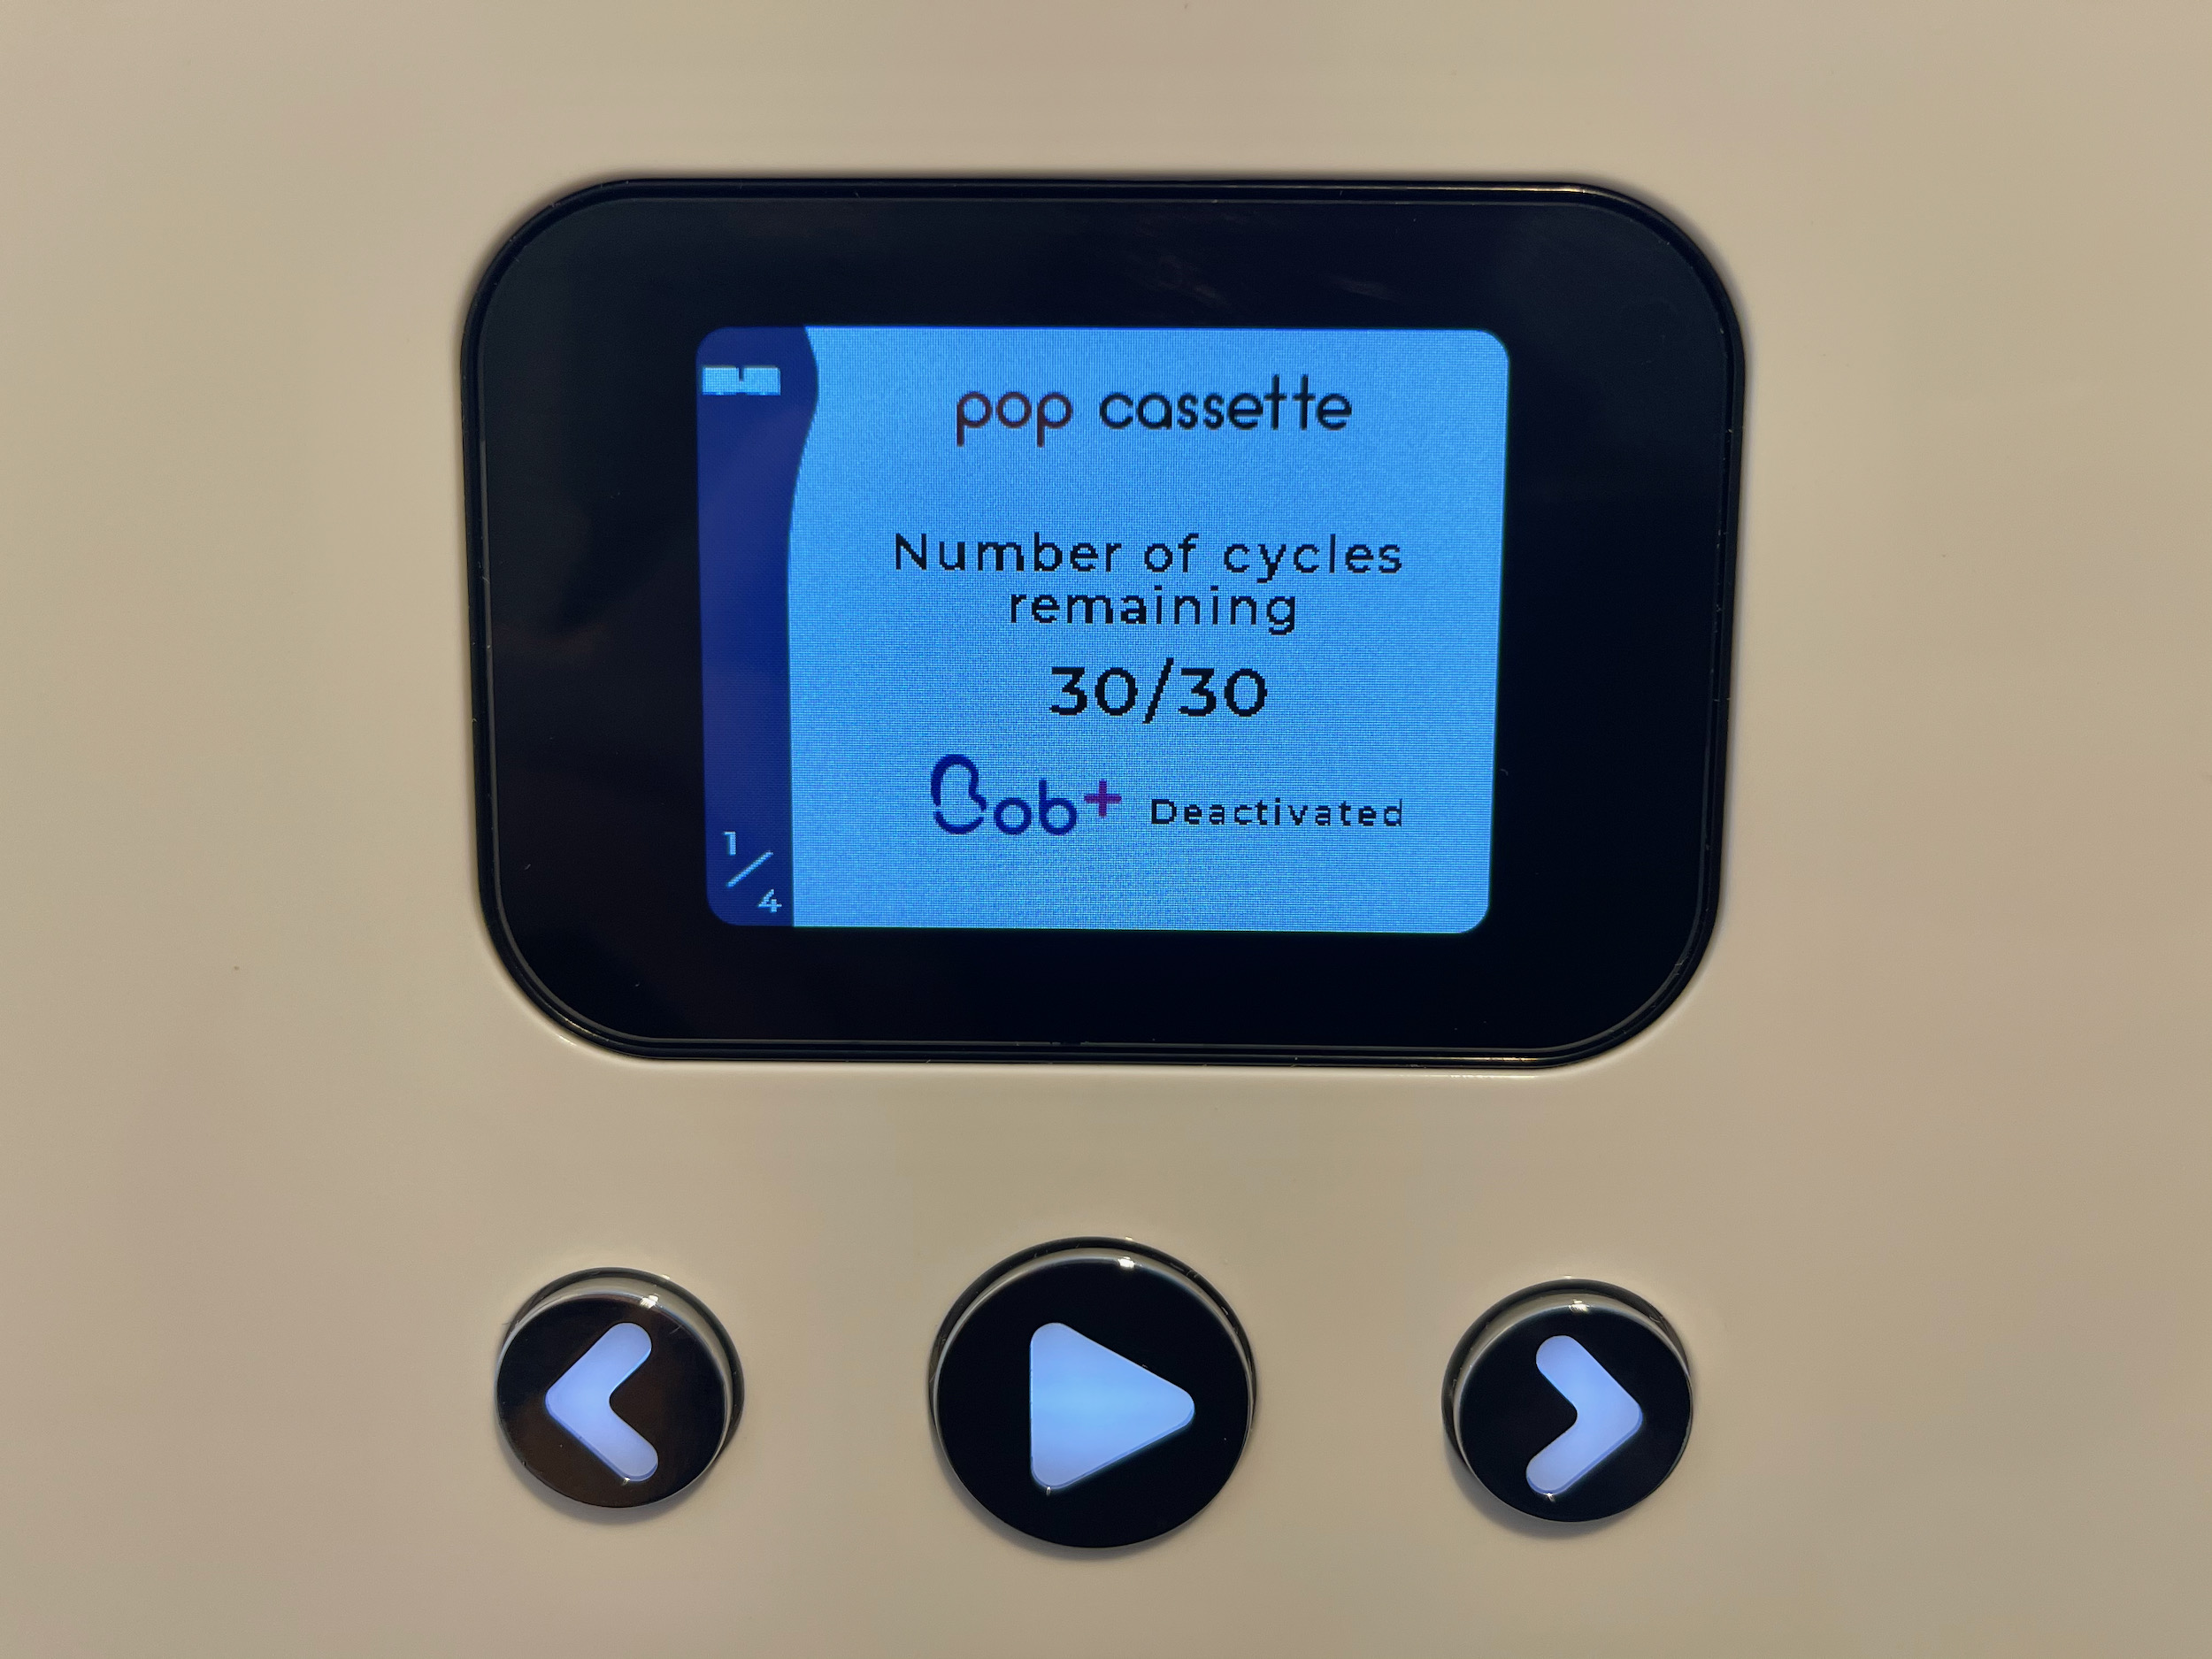 pop cassette
Number of cycles
remaining
30/30
Bob+ Deactivated
1/4